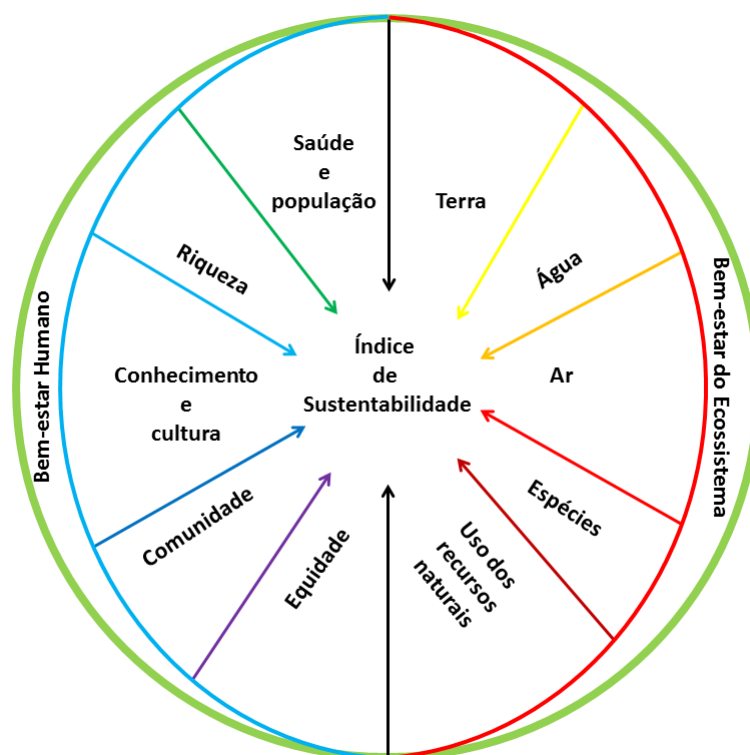 Saúde
e
população
Terra
Riqueza
Água
Bem-estar Humano
Bem-estar do Ecossistema
Índice
de
Sustentabilidade
Conhecimento
e
cultura
Ar
Comunidade
Espécies
Equidade
Uso dos
recursos
naturais